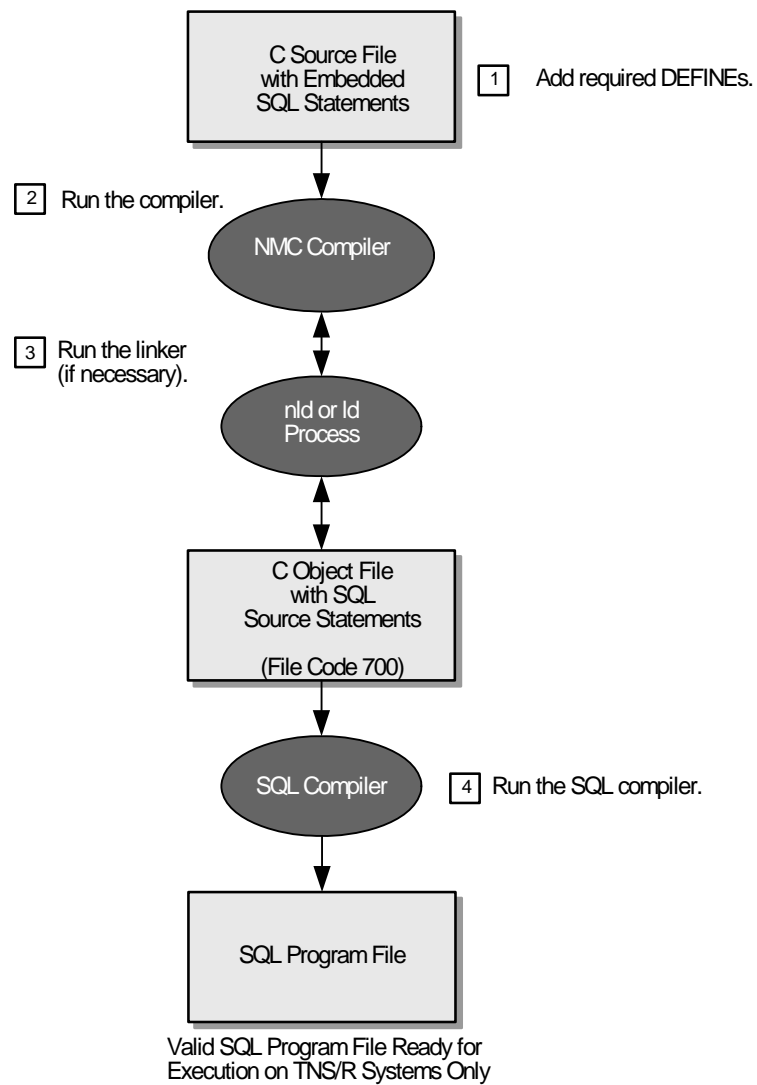 C Source File
with Embedded
SQL Statements
1 Add required DEFINEs.
2 Run the compiler.
NMC Compiler
3 Run the linker
(if necessary).
nld or ld
Process
C Object File
with SQL
Source Statements
(File Code 700)
SQL Compiler
4 Run the SQL compiler.
SQL Program File
Valid SQL Program File Ready for
Execution on TNS/R Systems Only